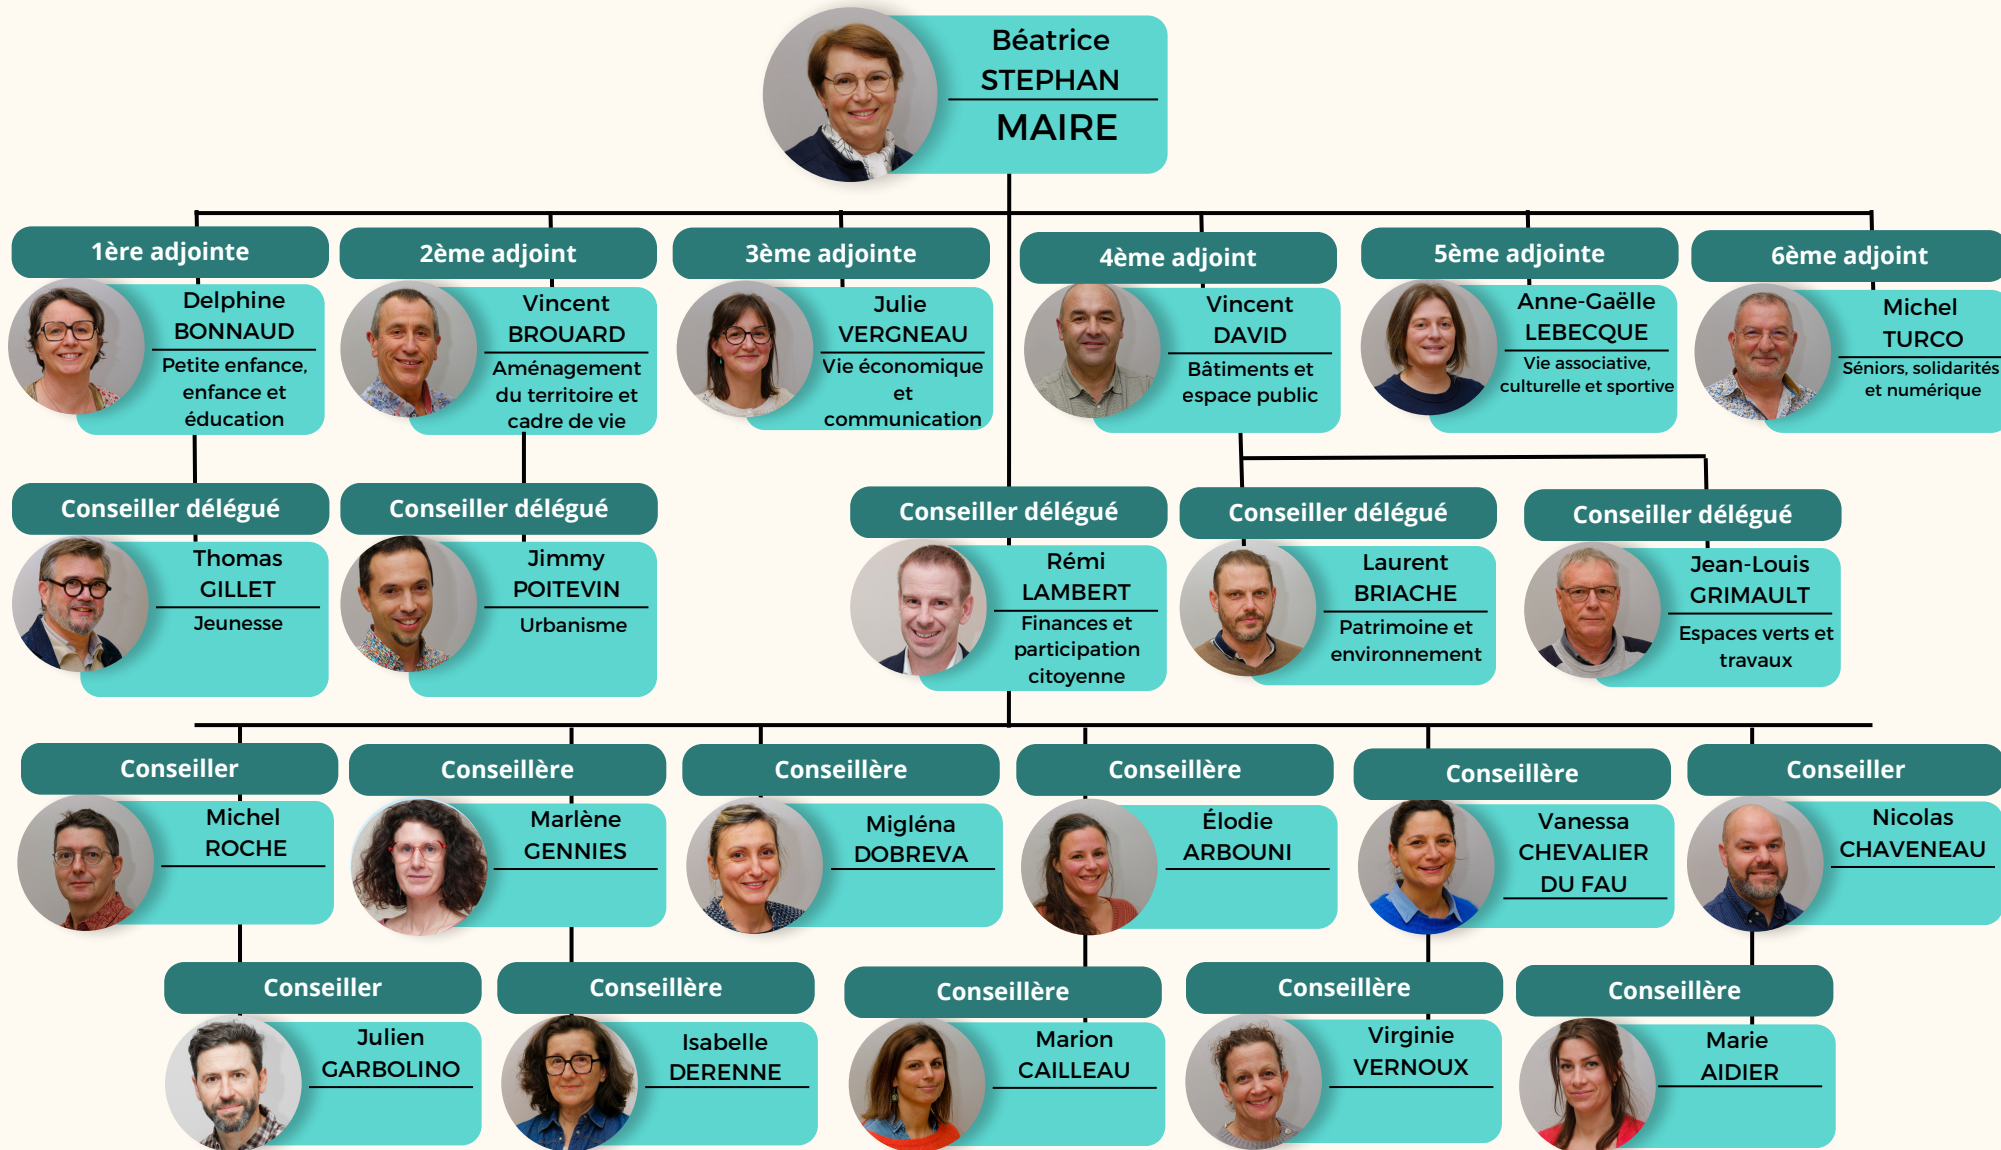 Béatrice
STEPHAN
MAIRE
1ère adjointe
Delphine
BONNAUD
Petite enfance,
enfance et
éducation
2ème adjoint
Vincent
BROUARD
Aménagement
du territoire et
cadre de vie
3ème adjointe
Julie
VERGNEAU
Vie économique
et
communication
4ème adjoint
Vincent
DAVID
Bâtiments et
espace public
5ème adjointe
Anne-Gaëlle
LEBECQUE
Vie associative,
culturelle et sportive
6ème adjoint
Michel
TURCO
Séniors, solidarités
et numérique
Conseiller délégué
Thomas
GILLET
Jeunesse
Conseiller délégué
Jimmy
POITEVIN
Urbanisme
Conseiller délégué
Rémi
LAMBERT
Finances et
participation
citoyenne
Conseiller délégué
Laurent
BRIACHE
Patrimoine et
environnement
Conseiller délégué
Jean-Louis
GRIMAULT
Espaces verts et
travaux
Conseiller
Michel
ROCHE
Conseillère
Marlène
GENNIES
Conseillère
Migléna
DOBREVA
Conseillère
Élodie
ARBOUNI
Conseillère
Vanessa
CHEVALIER
DU FAU
Conseiller
Nicolas
CHAVENEAU
Conseiller
Julien
GARBOLINO
Conseillère
Isabelle
DERENNE
Conseillère
Marion
CAILLEAU
Conseillère
Virginie
VERNOUX
Conseillère
Marie
AIDIER